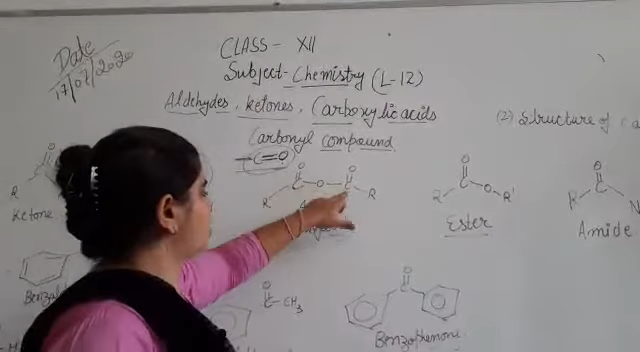 Date
17/07/2020
CLASS - XII
Subject - Chemistry (L-12)
Aldehydes, ketones, Carboxylic acids
(2) Structure of
Carbonyl compound
-C=O
O
R C
Ketone
O O
R C-O-C R
O
R C O-R'
Ester
O
R C N
Amide
O
C-CH3
O
C
Benzophenone